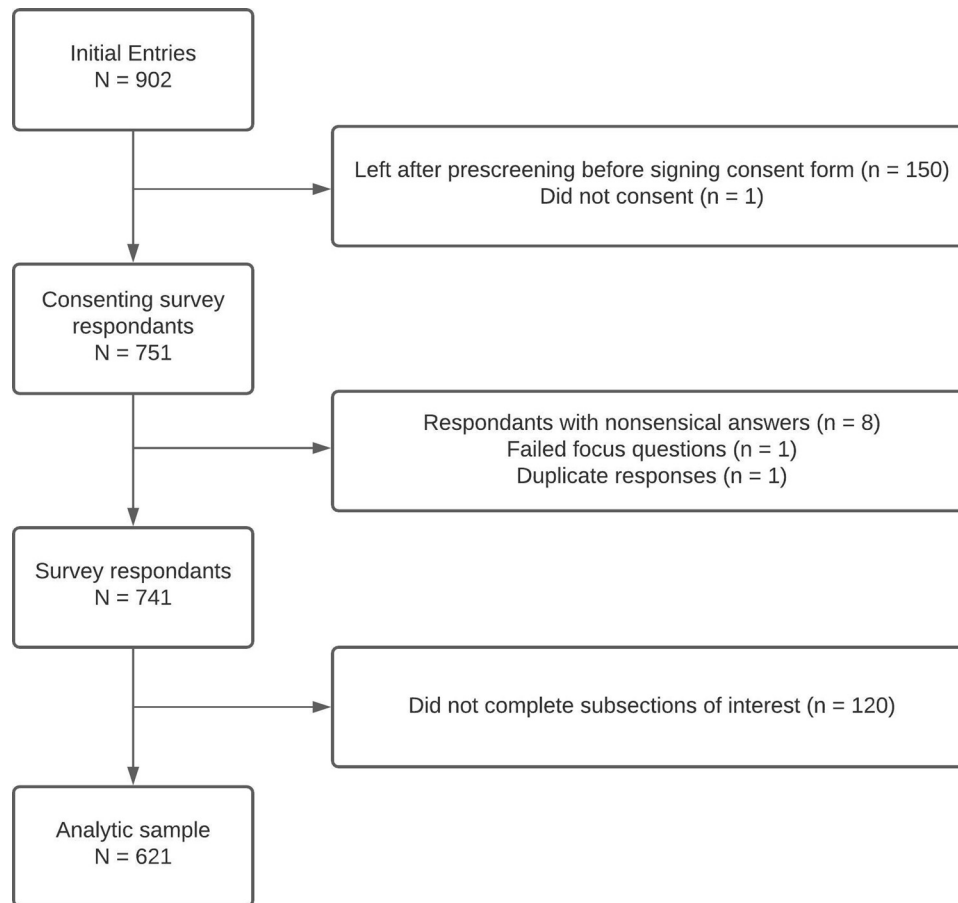 Initial Entries
N = 902
Left after prescreening before signing consent form (n = 150)
Did not consent (n = 1)
Consenting survey
respondants
N = 751
Respondants with nonsensical answers (n = 8)
Failed focus questions (n = 1)
Duplicate responses (n = 1)
Survey respondants
N = 741
Did not complete subsections of interest (n = 120)
Analytic sample
N = 621